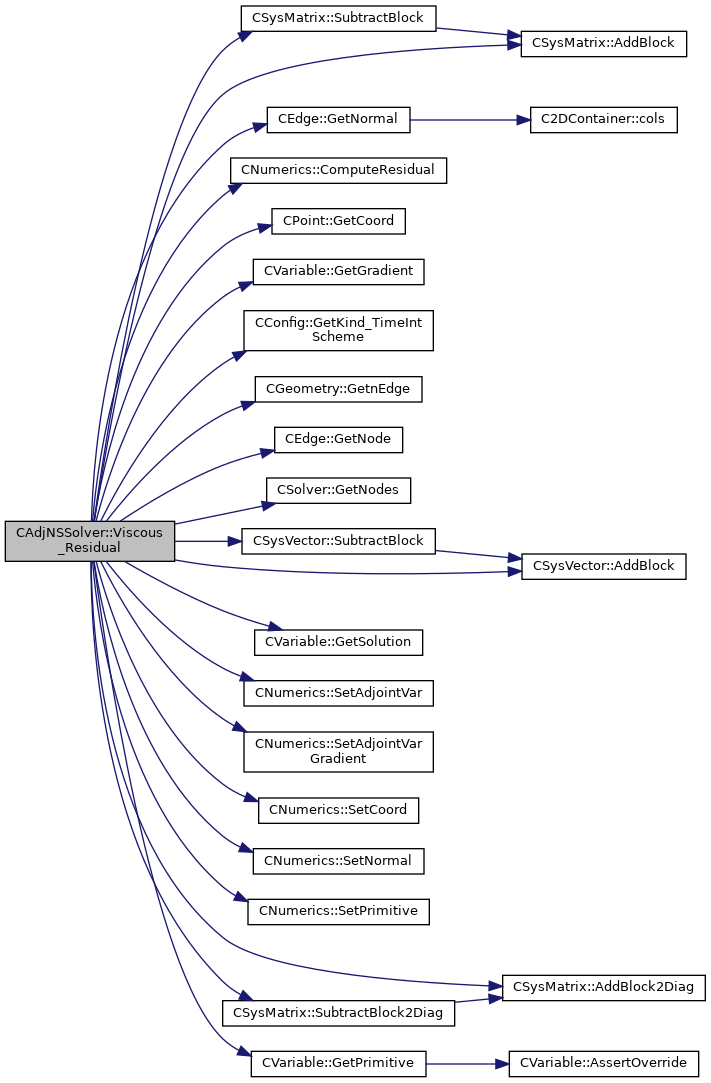 CSysMatrix::SubtractBlock
CSysMatrix::AddBlock
CEdge::GetNormal
C2DContainer::cols
CNumerics::ComputeResidual
CPoint::GetCoord
CVariable::GetGradient
CConfig::GetKind_TimeInt
Scheme
CGeometry::GetnEdge
CEdge::GetNode
CSolver::GetNodes
CAdjNSSolver::Viscous
_Residual
CSysVector::SubtractBlock
CSysVector::AddBlock
CVariable::GetSolution
CNumerics::SetAdjointVar
CNumerics::SetAdjointVar
Gradient
CNumerics::SetCoord
CNumerics::SetNormal
CNumerics::SetPrimitive
CSysMatrix::AddBlock2Diag
CSysMatrix::SubtractBlock2Diag
CVariable::GetPrimitive
CVariable::AssertOverride